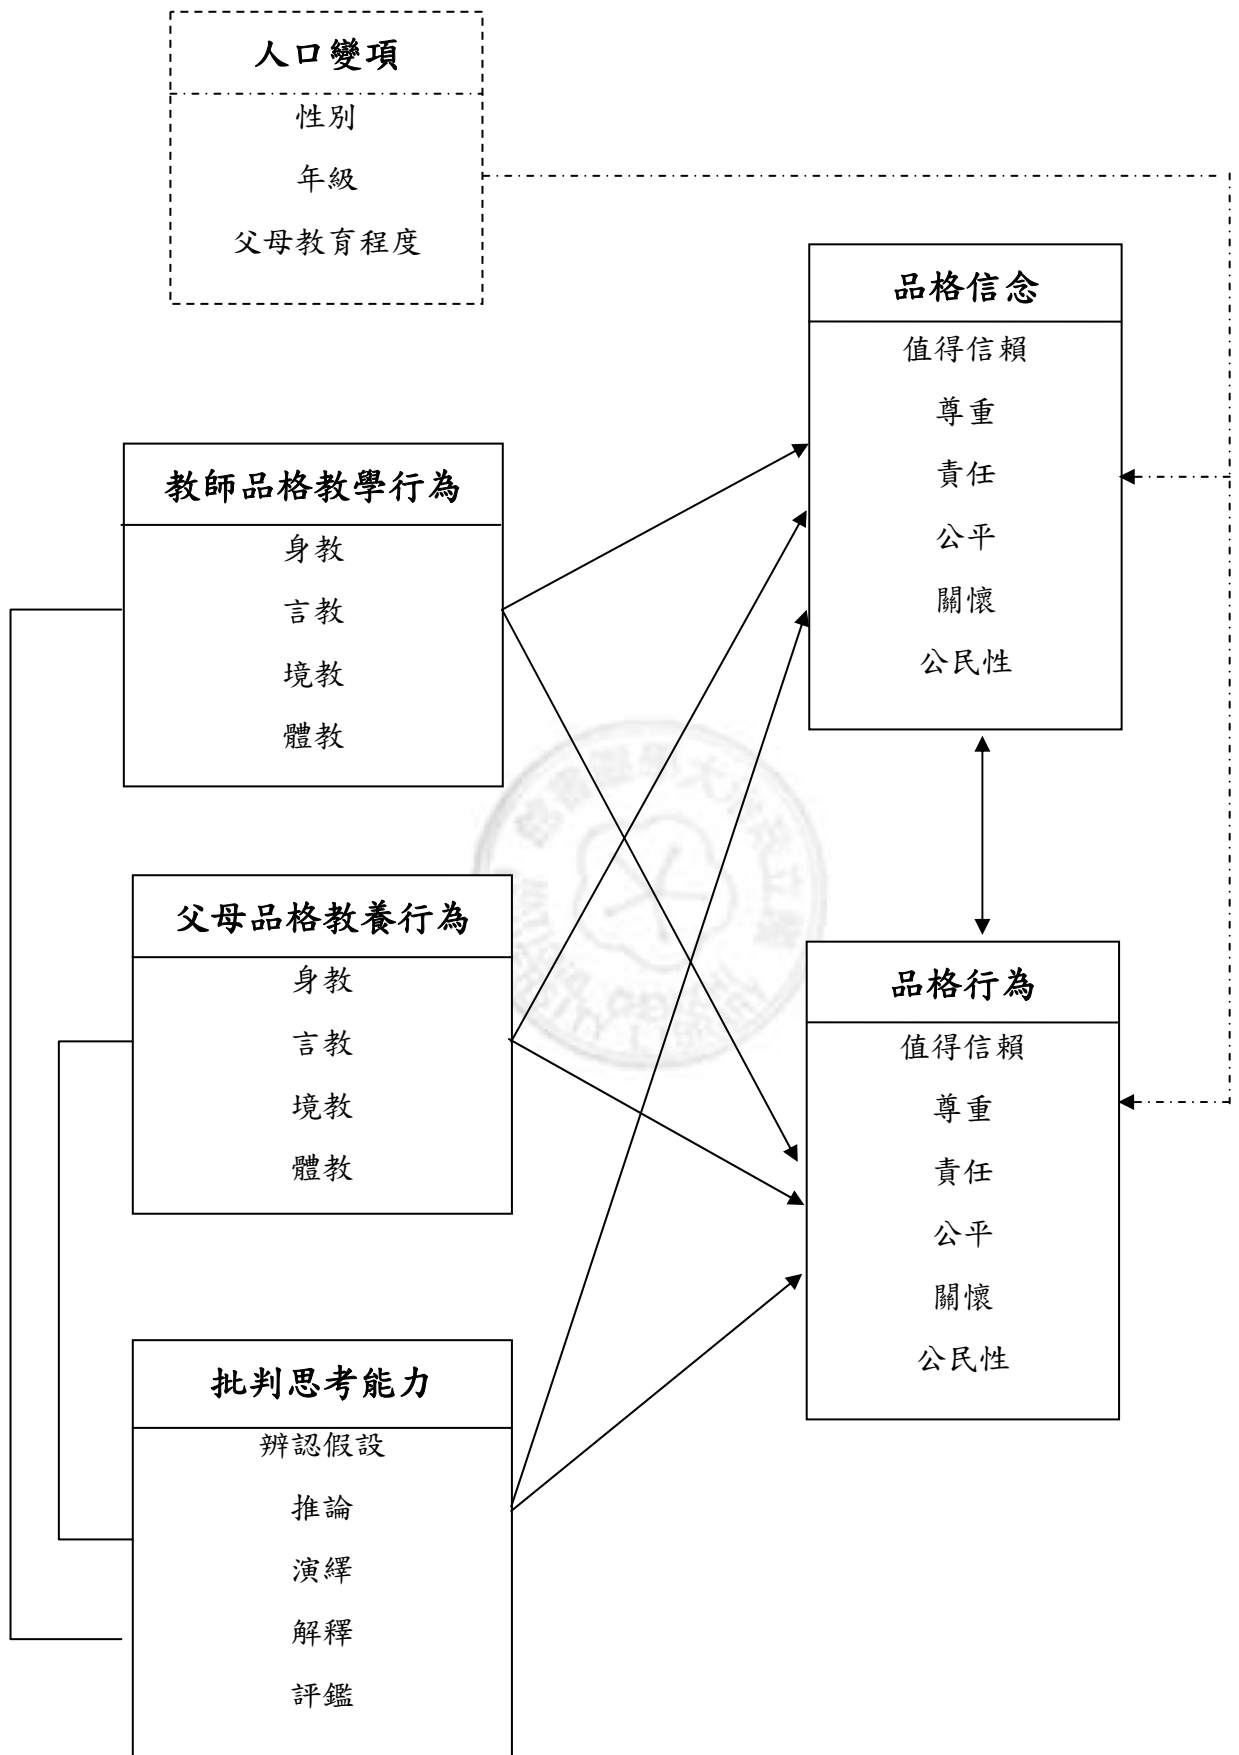 人口變項
性別
年級
父母教育程度
品格信念
值得信賴
尊重
責任
公平
關懷
公民性
教師品格教學行為
身教
言教
境教
體教
父母品格教養行為
身教
言教
境教
體教
品格行為
值得信賴
尊重
責任
公平
關懷
公民性
批判思考能力
辨認假設
推論
演繹
解釋
評鑑